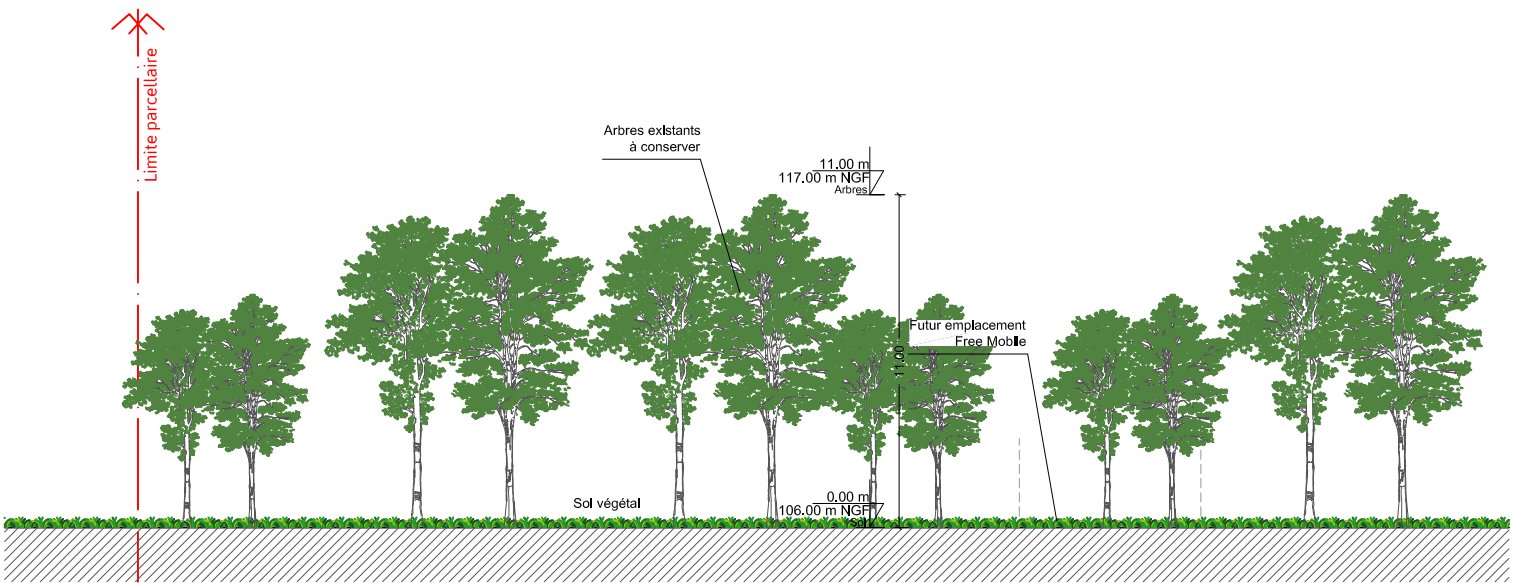 Limite parcellaire
Arbres existants
à conserver
11.00 m
117.00 m NGF
Arbres
Futur emplacement
Free Mobile
11.00
Sol végétal
0.00 m
106.00 m NGF
Sol